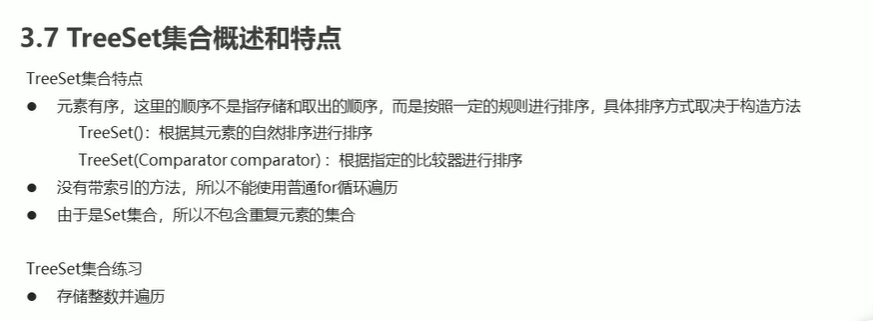 3.7 TreeSet集合概述和特点
TreeSet集合特点
● 元素有序，这里的顺序不是指存储和取出的顺序，而是按照一定的规则进行排序，具体排序方式取决于构造方法
TreeSet()：根据其元素的自然排序进行排序
TreeSet(Comparator comparator)：根据指定的比较器进行排序
● 没有带索引的方法，所以不能使用普通for循环遍历
● 由于是Set集合，所以不包含重复元素的集合
TreeSet集合练习
● 存储整数并遍历